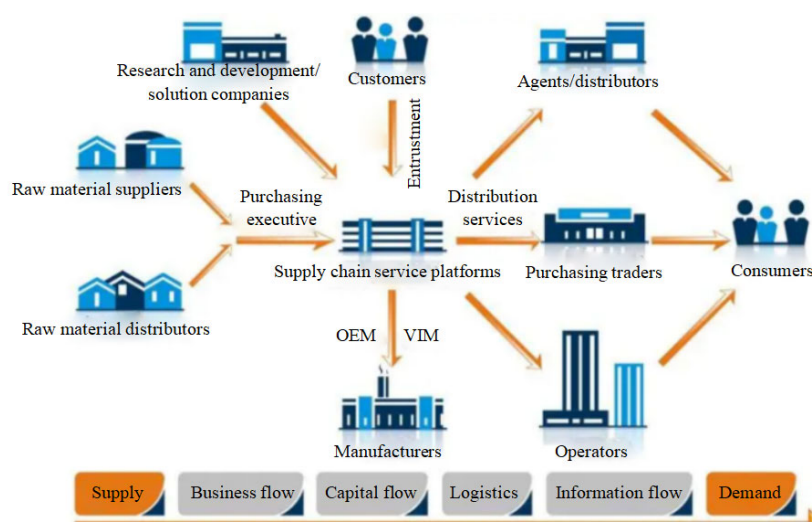 Research and development/
solution companies
Customers
Agents/distributors
Entrustment
Raw material suppliers
Purchasing
executive
Distribution
services
Supply chain service platforms
Purchasing traders
Consumers
Raw material distributors
OEM
VIM
Manufacturers
Operators
Supply
Business flow
Capital flow
Logistics
Information flow
Demand